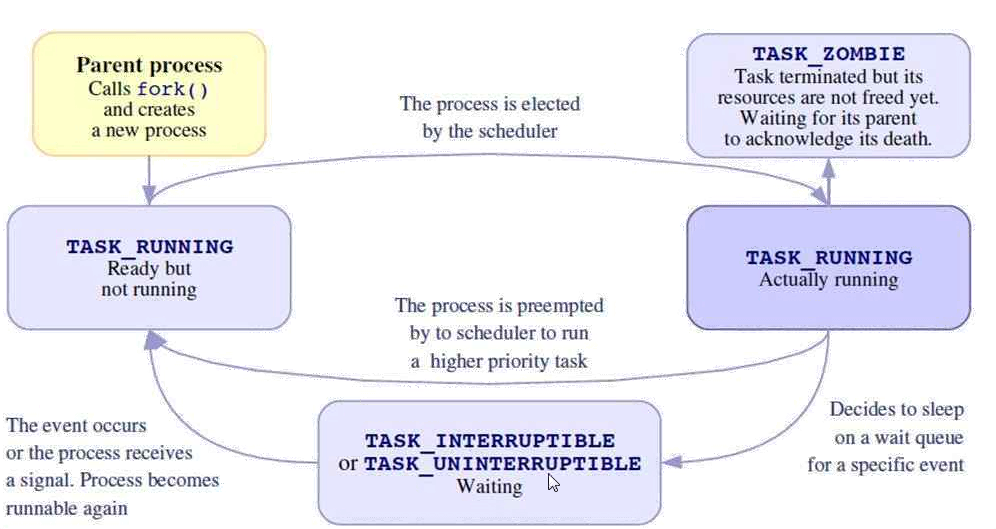 Parent process
Calls fork()
and creates
a new process
The process is elected
by the scheduler
TASK_ZOMBIE
Task terminated but its
resources are not freed yet.
Waiting for its parent
to acknowledge its death.
TASK_RUNNING
Ready but
not running
TASK_RUNNING
Actually running
The process is preempted
by to scheduler to run
a higher priority task
The event occurs
or the process receives
a signal. Process becomes
runnable again
TASK_INTERRUPTIBLE
or TASK_UNINTERRUPTIBLE
Waiting
Decides to sleep
on a wait queue
for a specific event